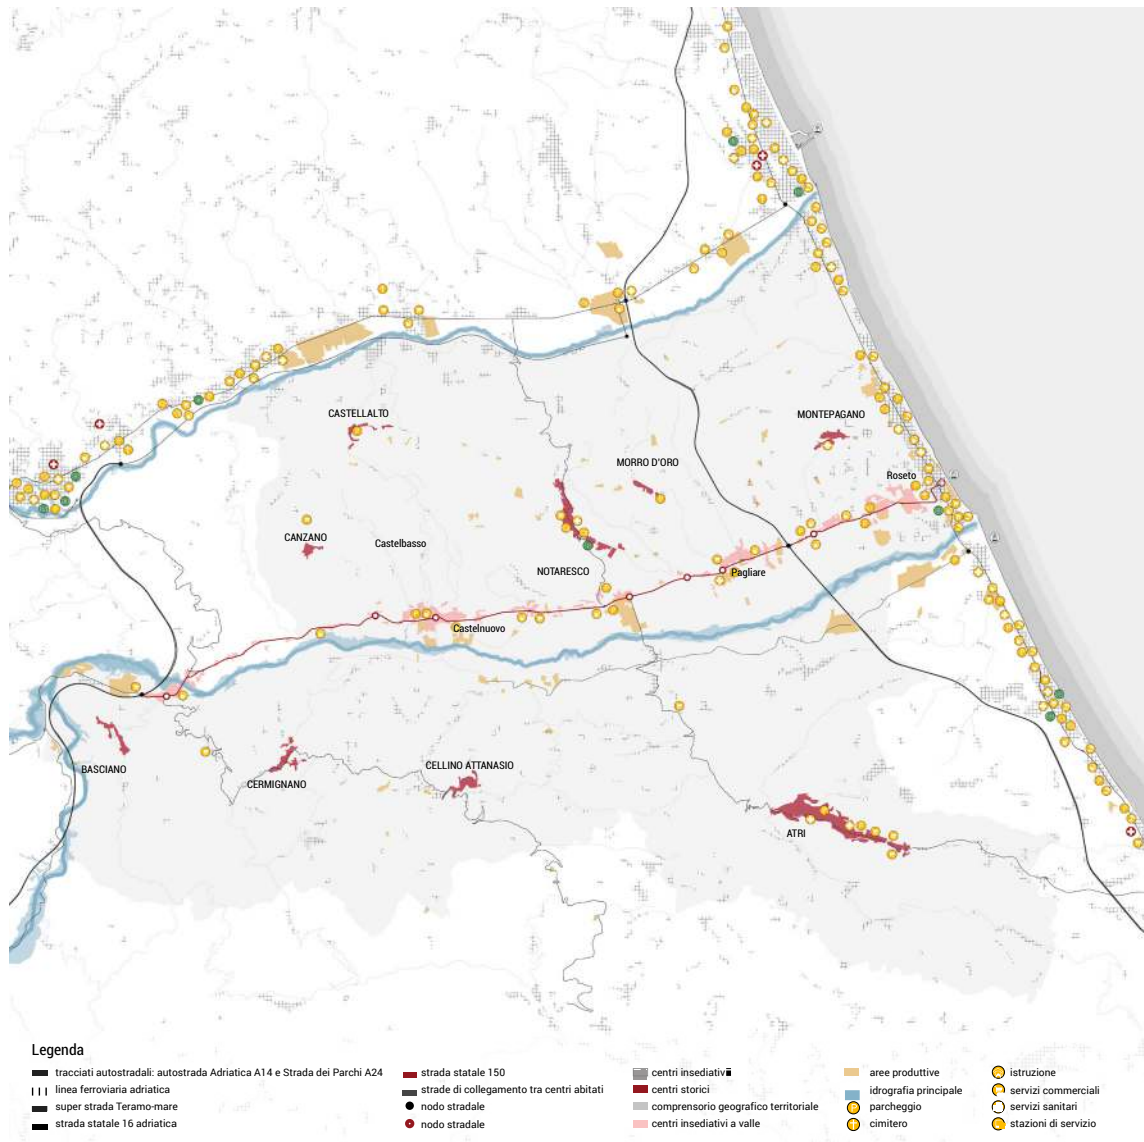 CASTELLALTO
MONTEPAGANO
MORRO D'ORO
Roseto
CANZANO
Castelbasso
NOTARESCO
Pagliare
Castelnuovo
BASCIANO
CELLINO ATTANASIO
CERMIGNANO
ATRI
Legenda
tracciati autostradali: autostrada Adriatica A14 e Strada dei Parchi A24
linea ferroviaria adriatica
super strada Teramo-mare
strada statale 16 adriatica
strada statale 150
strade di collegamento tra centri abitati
nodo stradale
nodo stradale
centri insediativi
centri storici
comprensorio geografico territoriale
centri insediativi a valle
aree produttive
idrografia principale
parcheggio
cimitero
istruzione
servizi commerciali
servizi sanitari
stazioni di servizio